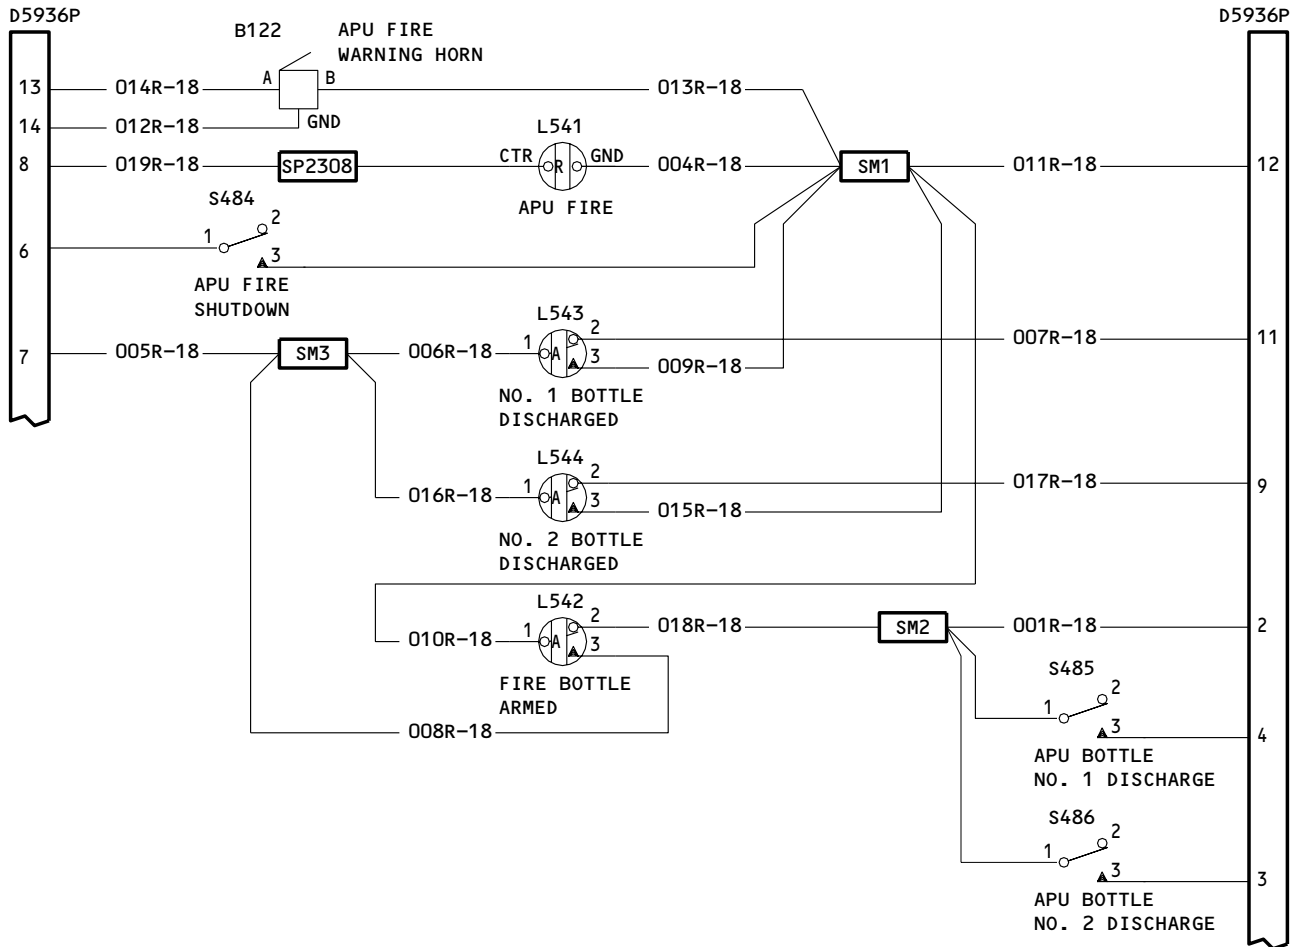 D5936P
D5936P
B122
APU FIRE
WARNING HORN
13
014R-18
A
B
013R-18
14
012R-18
GND
L541
8
019R-18
SP2308
CTR
R
GND
004R-18
SM1
011R-18
12
APU FIRE
S484
2
1
6
3
APU FIRE
SHUTDOWN
L543
2
007R-18
11
7
005R-18
SM3
006R-18
1
A
3
009R-18
NO. 1 BOTTLE
DISCHARGED
L544
2
017R-18
9
016R-18
1
A
3
015R-18
NO. 2 BOTTLE
DISCHARGED
L542
2
018R-18
SM2
001R-18
2
010R-18
1
A
3
FIRE BOTTLE
ARMED
008R-18
S485
2
1
3
4
APU BOTTLE
NO. 1 DISCHARGE
S486
2
1
3
3
APU BOTTLE
NO. 2 DISCHARGE